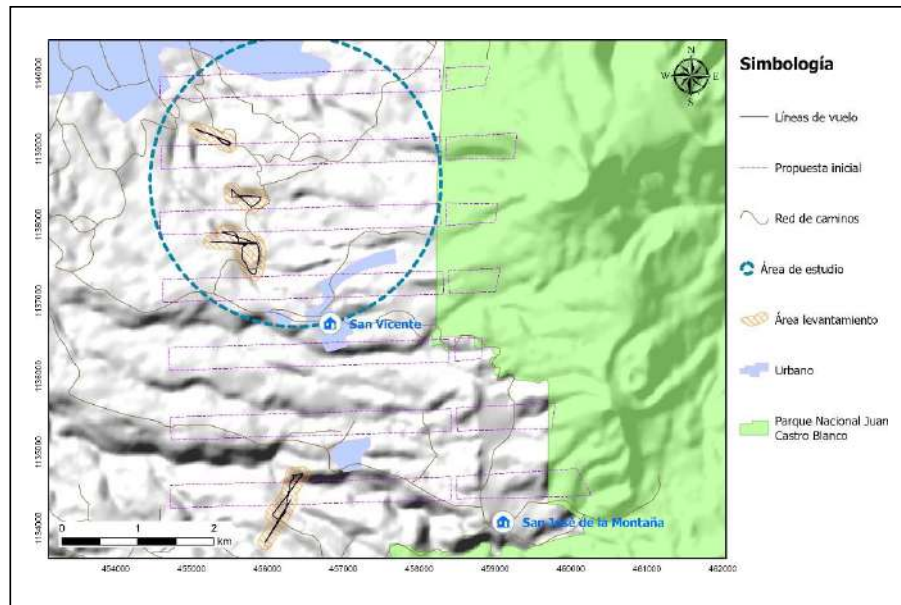 N
W
E
S
Simbología
Líneas de vuelo
Propuesta inicial
Red de caminos
Área de estudio
Área levantamiento
Urbano
Parque Nacional Juan
Castro Blanco
San Vicente
San José de la Montaña
0
1
2
km
1140000
1139000
1138000
1137000
1136000
1135000
1134000
454000
455000
456000
457000
458000
459000
460000
461000
462000